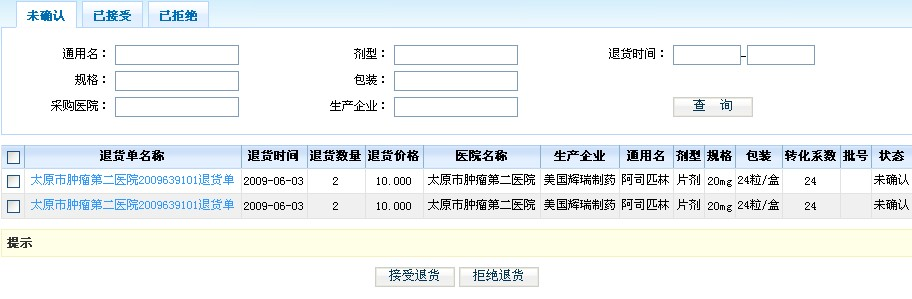 未确认 已接受 已拒绝
通用名： 剂型： 退货时间： -
规格： 包装：
采购医院： 生产企业： 查 询
退货单名称 退货时间 退货数量 退货价格 医院名称 生产企业 通用名 剂型 规格 包装 转化系数 批号 状态
太原市肿瘤第二医院2009639101退货单 2009-06-03 2 10.000 太原市肿瘤第二医院 美国辉瑞制药 阿司匹林 片剂 20mg 24粒/盒 24 未确认
太原市肿瘤第二医院2009639101退货单 2009-06-03 2 10.000 太原市肿瘤第二医院 美国辉瑞制药 阿司匹林 片剂 20mg 24粒/盒 24 未确认
提示
接受退货 拒绝退货